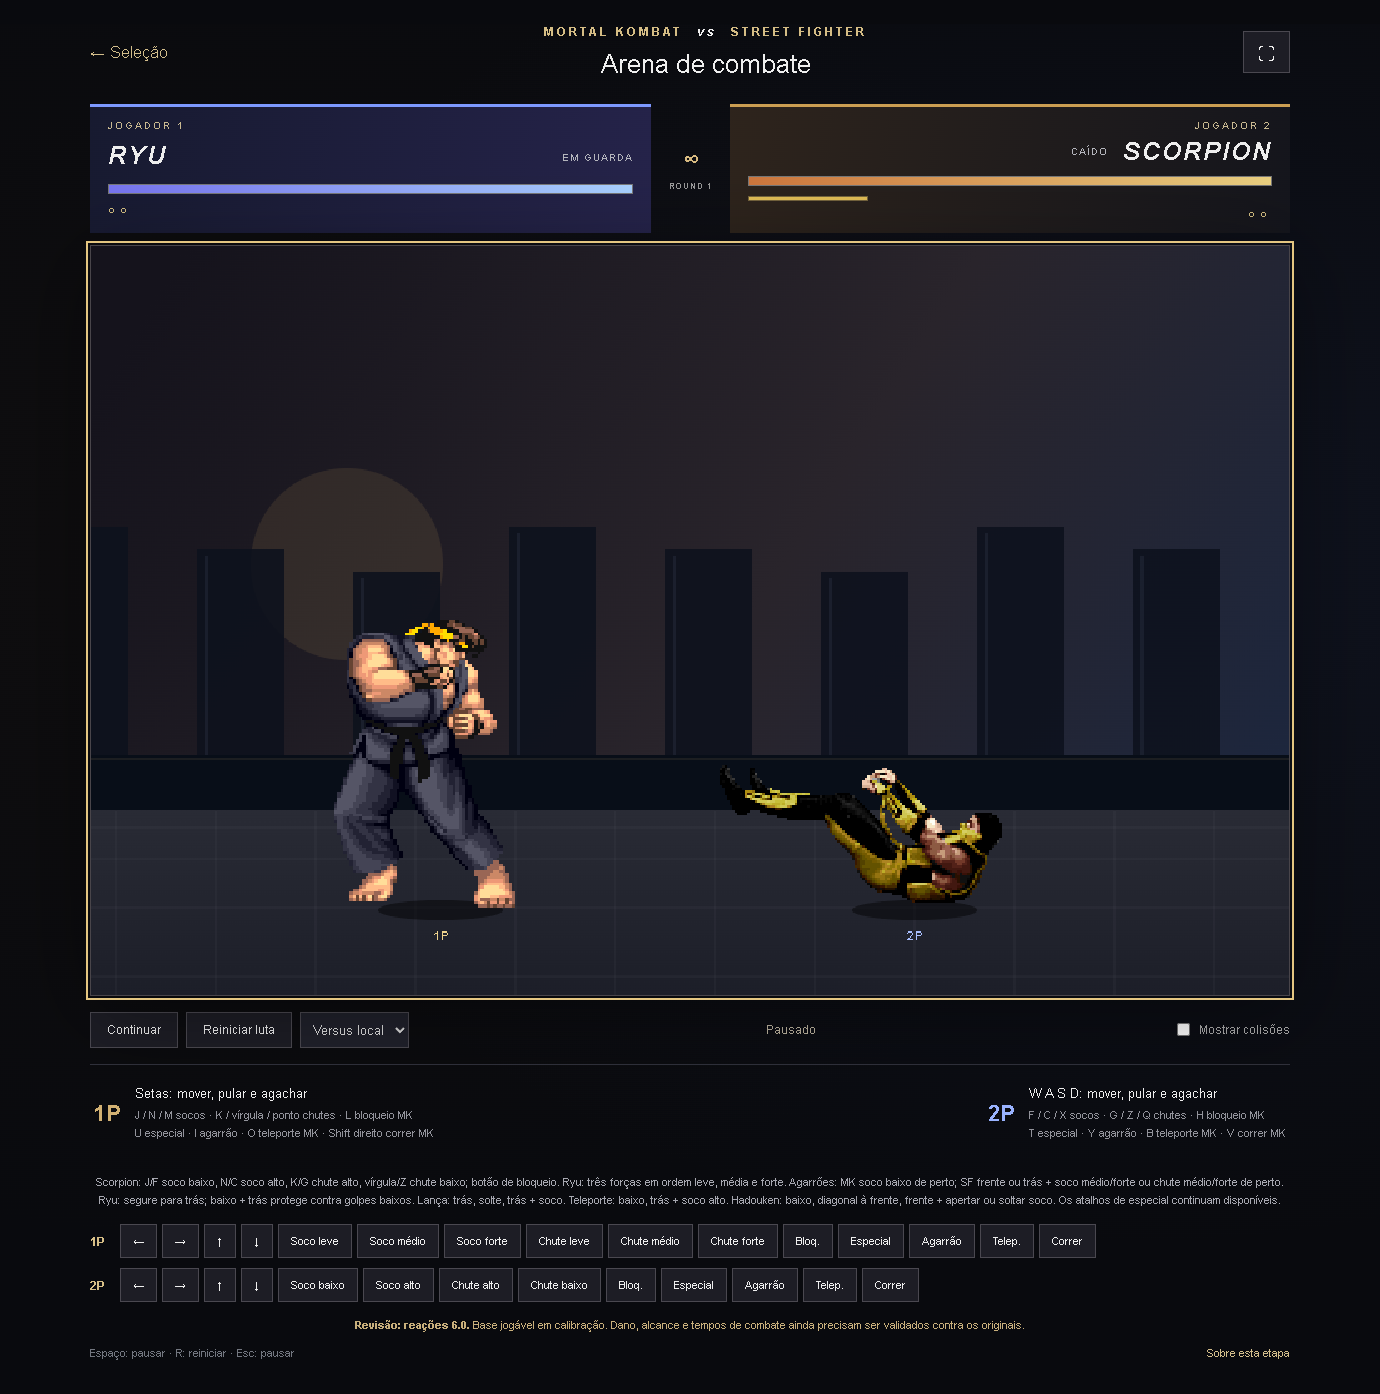 MORTAL KOMBAT vs STREET FIGHTER
← Seleção
Arena de combate
JOGADOR 1
RYU
EM GUARDA
∞
ROUND 1
JOGADOR 2
CAÍDO
SCORPION
1P
2P
Continuar
Reiniciar luta
Versus local
Pausado
Mostrar colisões
1P
Setas: mover, pular e agachar
J / N / M socos · K / vírgula / ponto chutes · L bloqueio MK
U especial · I agarrão · O teleporte MK · Shift direito correr MK
2P
W A S D: mover, pular e agachar
F / C / X socos · G / Z / Q chutes · H bloqueio MK
T especial · Y agarrão · B teleporte MK · V correr MK
Scorpion: J/F soco baixo, N/C soco alto, K/G chute alto, vírgula/Z chute baixo; botão de bloqueio. Ryu: três forças em ordem leve, média e forte. Agarrões: MK soco baixo de perto; SF frente ou trás + soco médio/forte ou chute médio/forte de perto.
Ryu: segure para trás; baixo + trás protege contra golpes baixos. Lança: trás, solte, trás + soco. Teleporte: baixo, trás + soco alto. Hadouken: baixo, diagonal à frente, frente + apertar ou soltar soco. Os atalhos de especial continuam disponíveis.
1P ← → ↑ ↓ Soco leve Soco médio Soco forte Chute leve Chute médio Chute forte Bloq. Especial Agarrão Telep. Correr
2P ← → ↑ ↓ Soco baixo Soco alto Chute alto Chute baixo Bloq. Especial Agarrão Telep. Correr
Revisão: reações 6.0. Base jogável em calibração. Dano, alcance e tempos de combate ainda precisam ser validados contra os originais.
Espaço: pausar · R: reiniciar · Esc: pausar
Sobre esta etapa